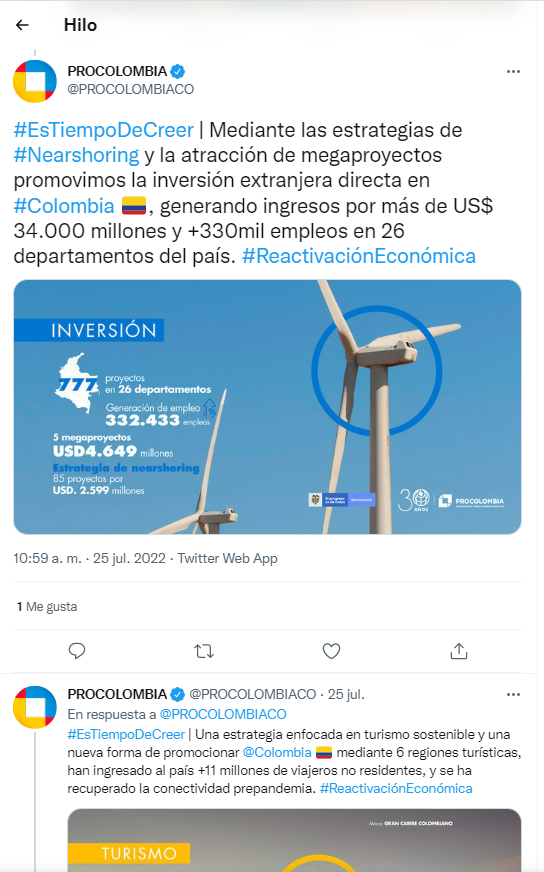 Hilo
PROCOLOMBIA
@PROCOLOMBIACO
#EsTiempoDeCreer | Mediante las estrategias de
#Nearshoring y la atracción de megaproyectos
promovimos la inversión extranjera directa en
#Colombia 🇨🇴, generando ingresos por más de US$
34.000 millones y +330mil empleos en 26
departamentos del país. #ReactivaciónEconómica
INVERSIÓN
777 proyectos
en 26 departamentos
Generación de empleo
332.433 empleos
5 megaproyectos
USD4.649 millones
Estrategia de nearshoring
85 proyectos por
USD. 2.599 millones
El progreso
es de todos
30 AÑOS
PROCOLOMBIA
10:59 a. m. · 25 jul. 2022 · Twitter Web App
1 Me gusta
PROCOLOMBIA @PROCOLOMBIACO · 25 jul.
En respuesta a @PROCOLOMBIACO
#EsTiempoDeCreer | Una estrategia enfocada en turismo sostenible y una
nueva forma de promocionar @Colombia 🇨🇴 mediante 6 regiones turísticas,
han ingresado al país +11 millones de viajeros no residentes, y se ha
recuperado la conectividad prepandemia. #ReactivaciónEconómica
GRAN CARIBE COLOMBIANO
TURISMO